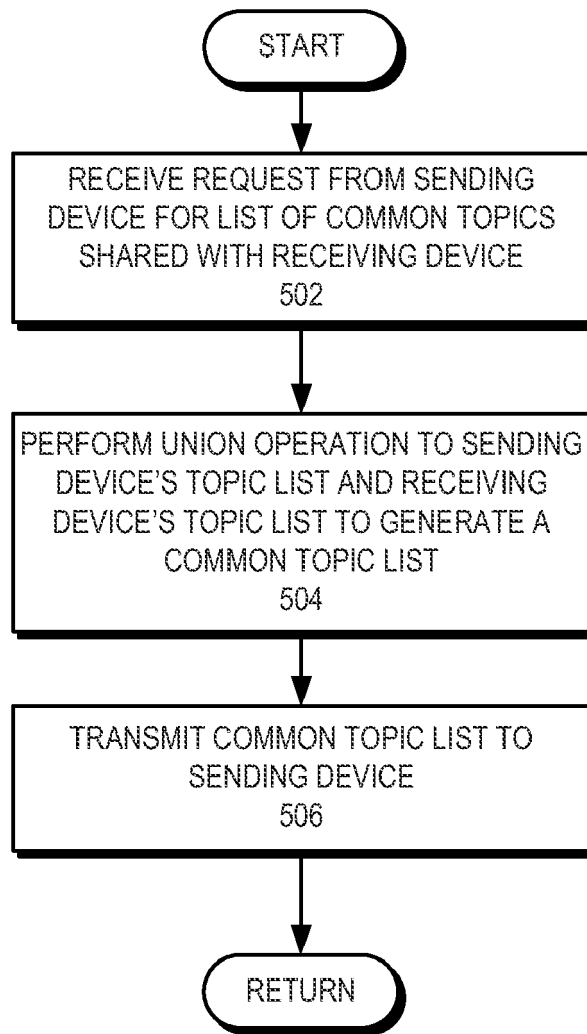 START
RECEIVE REQUEST FROM SENDING
DEVICE FOR LIST OF COMMON TOPICS
SHARED WITH RECEIVING DEVICE
502
PERFORM UNION OPERATION TO SENDING
DEVICE'S TOPIC LIST AND RECEIVING
DEVICE'S TOPIC LIST TO GENERATE A
COMMON TOPIC LIST
504
TRANSMIT COMMON TOPIC LIST TO
SENDING DEVICE
506
RETURN